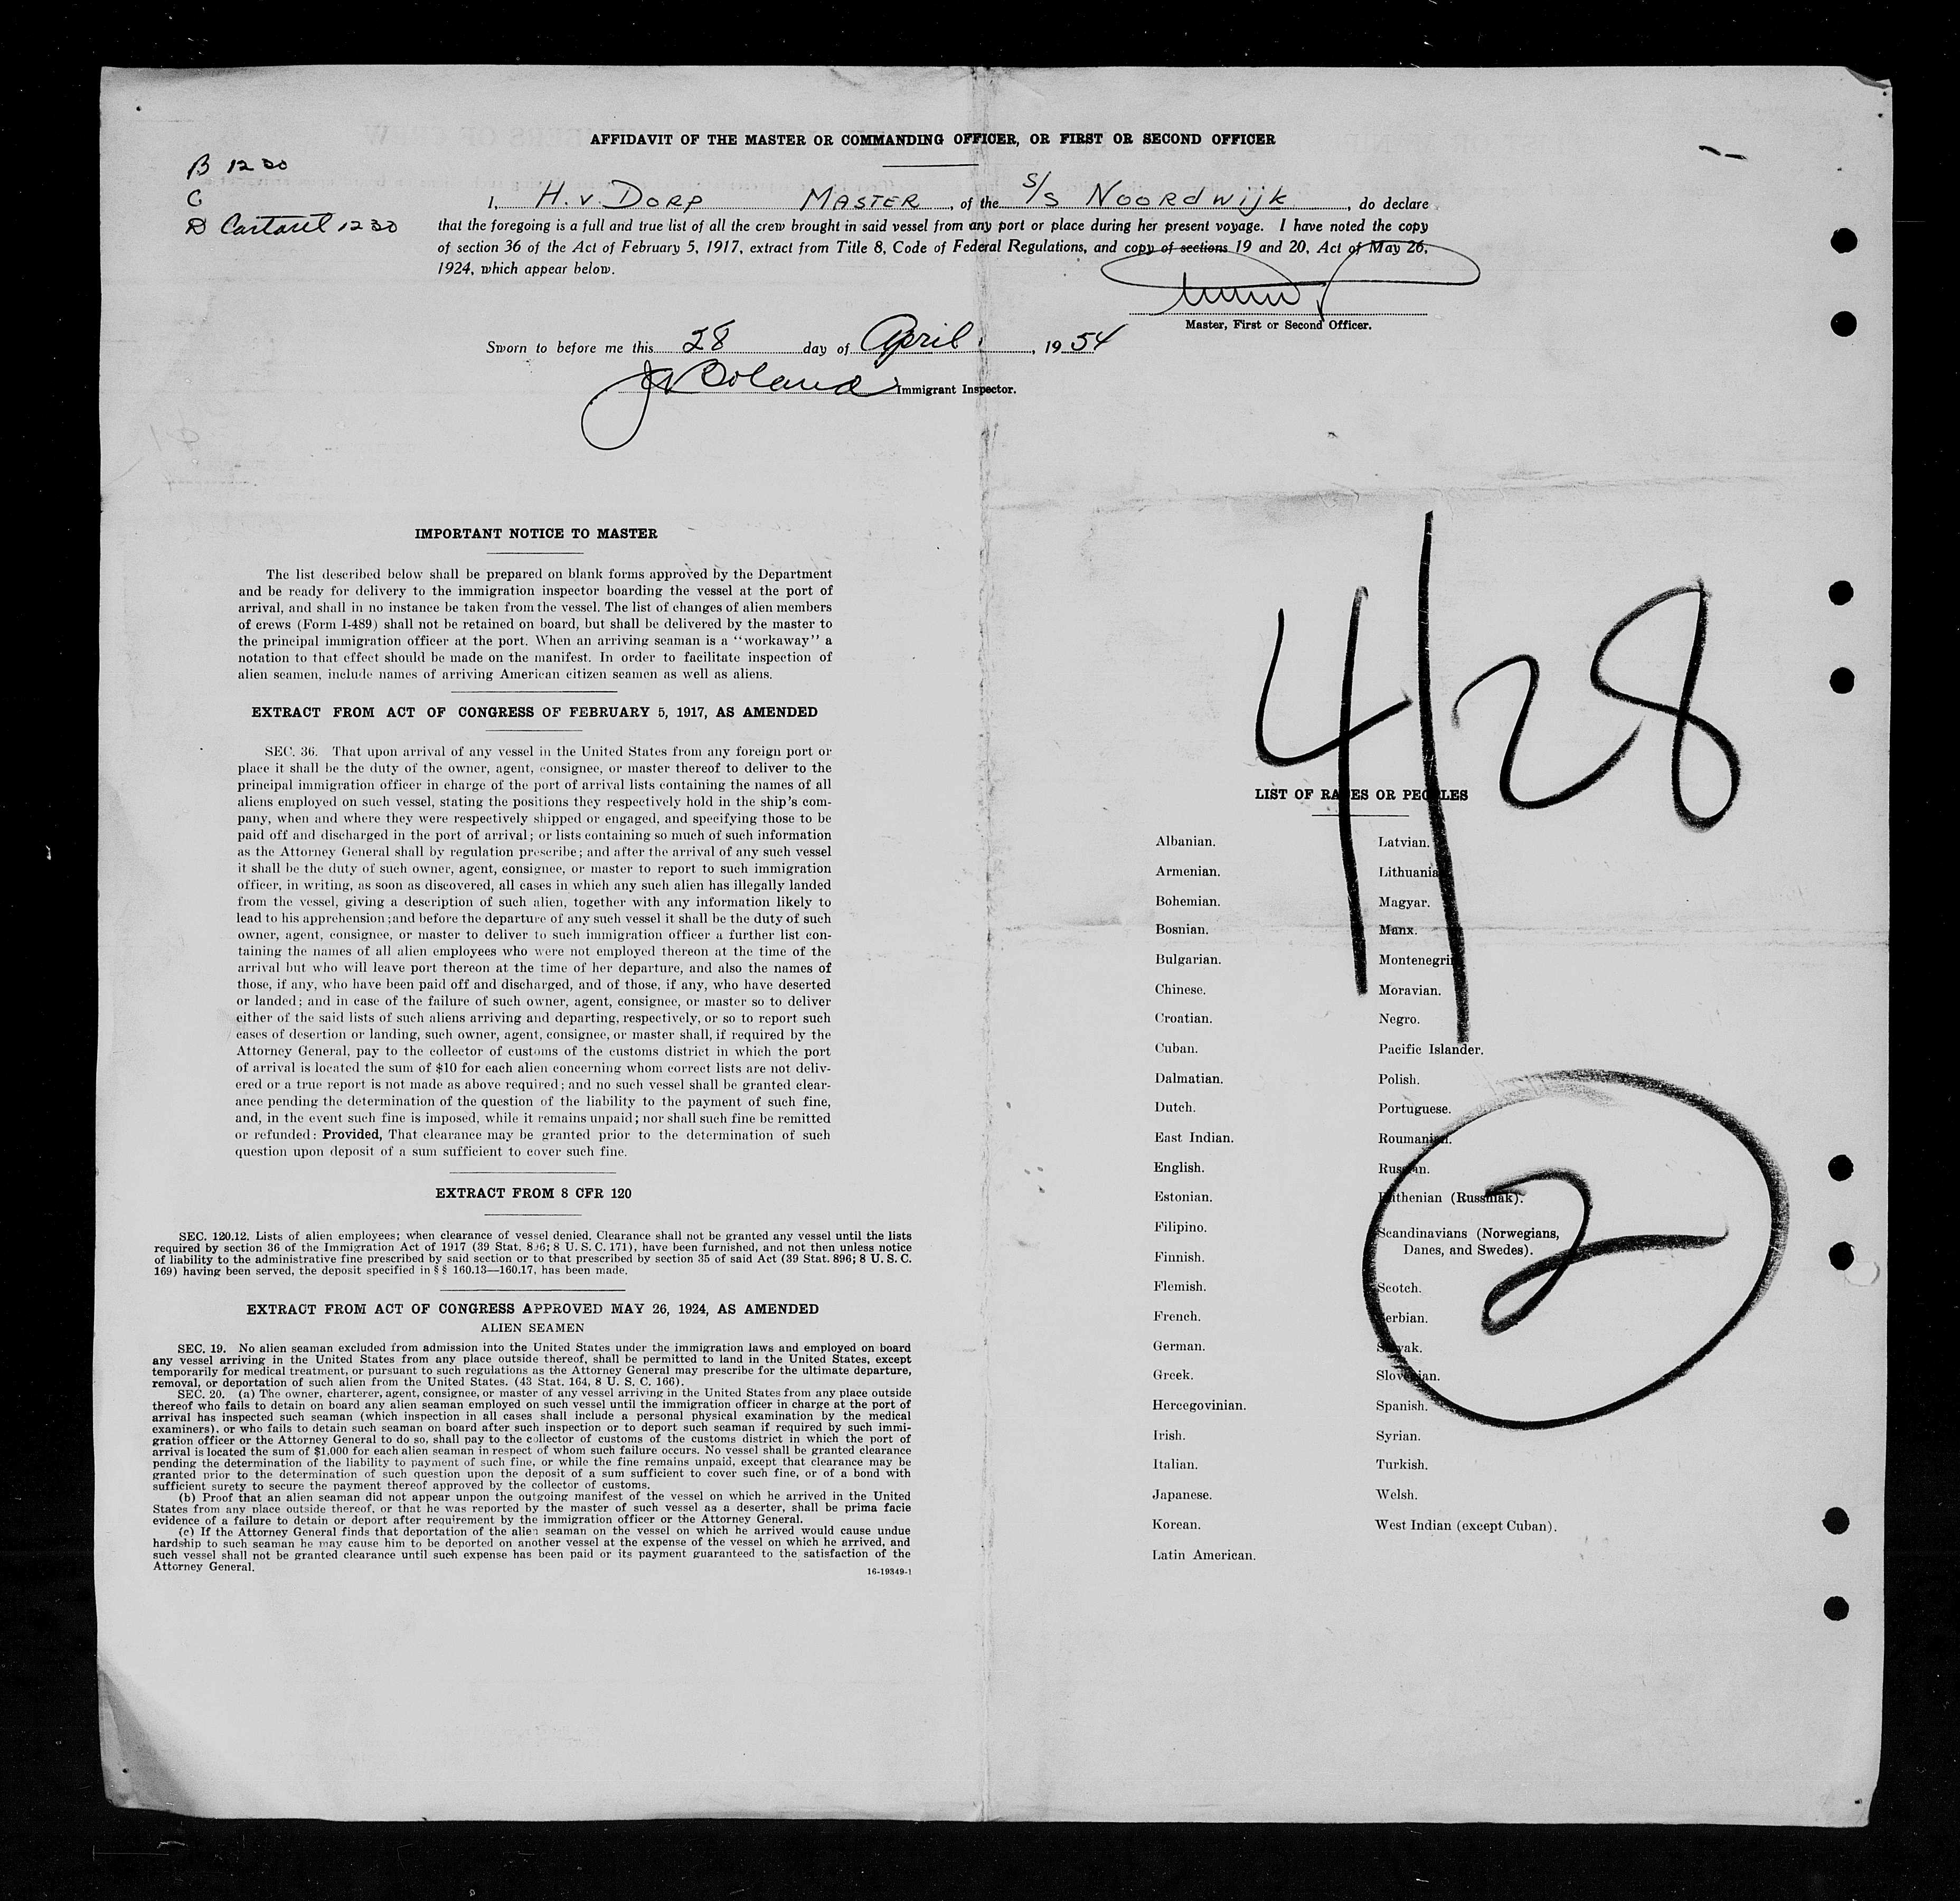 AFFIDAVIT OF THE MASTER OR COMMANDING OFFICER, OR FIRST OR SECOND OFFICER
B 12 30
C
D Cartaret 12 30
I, H. v. DORP MASTER, of the S/S NOORDWIJK, do declare
that the foregoing is a full and true list of all the crew brought in said vessel from any port or place during her present voyage. I have noted the copy
of section 36 of the Act of February 5, 1917, extract from Title 8, Code of Federal Regulations, and copy of sections 19 and 20, Act of May 26,
1924, which appear below.
Master, First or Second Officer.
Sworn to before me this 28 day of April, 1954
Boland Immigrant Inspector.
IMPORTANT NOTICE TO MASTER
The list described below shall be prepared on blank forms approved by the Department
and be ready for delivery to the immigration inspector boarding the vessel at the port of
arrival, and shall in no instance be taken from the vessel. The list of changes of alien members
of crews (Form I-489) shall not be retained on board, but shall be delivered by the master to
the principal immigration officer at the port. When an arriving seaman is a "workaway" a
notation to that effect should be made on the manifest. In order to facilitate inspection of
alien seamen, include names of arriving American citizen seamen as well as aliens.
EXTRACT FROM ACT OF CONGRESS OF FEBRUARY 5, 1917, AS AMENDED
SEC. 36. That upon arrival of any vessel in the United States from any foreign port or
place it shall be the duty of the owner, agent, consignee, or master thereof to deliver to the
principal immigration officer in charge of the port of arrival lists containing the names of all
aliens employed on such vessel, stating the positions they respectively hold in the ship's com-
pany, when and where they were respectively shipped or engaged, and specifying those to be
paid off and discharged in the port of arrival; or lists containing so much of such information
as the Attorney General shall by regulation prescribe; and after the arrival of any such vessel
it shall be the duty of such owner, agent, consignee, or master to report to such immigration
officer, in writing, as soon as discovered, all cases in which any such alien has illegally landed
from the vessel, giving a description of such alien, together with any information likely to
lead to his apprehension; and before the departure of any such vessel it shall be the duty of such
owner, agent, consignee, or master to deliver to such immigration officer a further list con-
taining the names of all alien employees who were not employed thereon at the time of the
arrival but who will leave port thereon at the time of her departure, and also the names of
those, if any, who have been paid off and discharged, and of those, if any, who have deserted
or landed; and in case of the failure of such owner, agent, consignee, or master so to deliver
either of the said lists of such aliens arriving and departing, respectively, or so to report such
cases of desertion or landing, such owner, agent, consignee, or master shall, if required by the
Attorney General, pay to the collector of customs of the customs district in which the port
of arrival is located the sum of $10 for each alien concerning whom correct lists are not deliv-
ered or a true report is not made as above required; and no such vessel shall be granted clear-
ance pending the determination of the question of the liability to the payment of such fine,
and, in the event such fine is imposed, while it remains unpaid; nor shall such fine be remitted
or refunded: Provided, That clearance may be granted prior to the determination of such
question upon deposit of a sum sufficient to cover such fine.
EXTRACT FROM 8 CFR 120
SEC. 120.12. Lists of alien employees; when clearance of vessel denied. Clearance shall not be granted any vessel until the lists
required by section 36 of the Immigration Act of 1917 (39 Stat. 896; 8 U. S. C. 171), have been furnished, and not then unless notice
of liability to the administrative fine prescribed by said section or to that prescribed by section 35 of said Act (39 Stat. 896; 8 U. S. C.
169) having been served, the deposit specified in §§ 160.13—160.17, has been made.
EXTRACT FROM ACT OF CONGRESS APPROVED MAY 26, 1924, AS AMENDED
ALIEN SEAMEN
SEC. 19. No alien seaman excluded from admission into the United States under the immigration laws and employed on board
any vessel arriving in the United States from any place outside thereof, shall be permitted to land in the United States, except
temporarily for medical treatment, or pursuant to such regulations as the Attorney General may prescribe for the ultimate departure,
removal, or deportation of such alien from the United States. (43 Stat. 164, 8 U. S. C. 166).
SEC. 20. (a) The owner, charterer, agent, consignee, or master of any vessel arriving in the United States from any place outside
thereof who fails to detain on board any alien seaman employed on such vessel until the immigration officer in charge at the port of
arrival has inspected such seaman (which inspection in all cases shall include a personal physical examination by the medical
examiners), or who fails to detain such seaman on board after such inspection or to deport such seaman if required by such immi-
gration officer or the Attorney General to do so, shall pay to the collector of customs of the customs district in which the port of
arrival is located the sum of $1,000 for each alien seaman in respect of whom such failure occurs. No vessel shall be granted clearance
pending the determination of the liability to payment of such fine, or while the fine remains unpaid, except that clearance may be
granted prior to the determination of such question upon the deposit of a sum sufficient to cover such fine, or of a bond with
sufficient surety to secure the payment thereof approved by the collector of customs.
(b) Proof that an alien seaman did not appear unpon the outgoing manifest of the vessel on which he arrived in the United
States from any place outside thereof, or that he was reported by the master of such vessel as a deserter, shall be prima facie
evidence of a failure to detain or deport after requirement by the immigration officer or the Attorney General.
(c) If the Attorney General finds that deportation of the alien seaman on the vessel on which he arrived would cause undue
hardship to such seaman he may cause him to be deported on another vessel at the expense of the vessel on which he arrived, and
such vessel shall not be granted clearance until such expense has been paid or its payment guaranteed to the satisfaction of the
Attorney General.
16-19349-1
4/28
LIST OF RACES OR PEOPLES
Albanian.
Armenian.
Bohemian.
Bosnian.
Bulgarian.
Chinese.
Croatian.
Cuban.
Dalmatian.
Dutch.
East Indian.
English.
Estonian.
Filipino.
Finnish.
Flemish.
French.
German.
Greek.
Hercegovinian.
Irish.
Italian.
Japanese.
Korean.
Latin American.
Latvian.
Lithuanian.
Magyar.
Manx.
Montenegrin.
Moravian.
Negro.
Pacific Islander.
Polish.
Portuguese.
Roumanian.
Russian.
Ruthenian (Russniak).
Scandinavians (Norwegians,
Danes, and Swedes).
Scotch.
Serbian.
Slovak.
Slovenian.
Spanish.
Syrian.
Turkish.
Welsh.
West Indian (except Cuban).
2